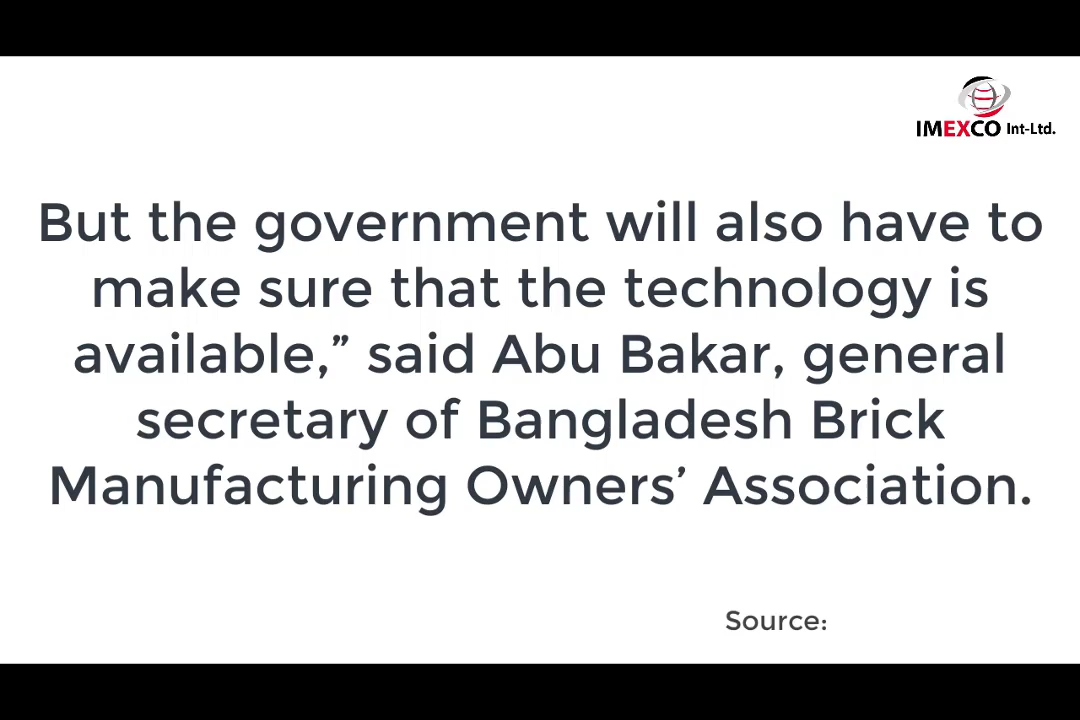 IMEXCO Int-Ltd.
But the government will also have to
make sure that the technology is
available,” said Abu Bakar, general
secretary of Bangladesh Brick
Manufacturing Owners’ Association.
Source: